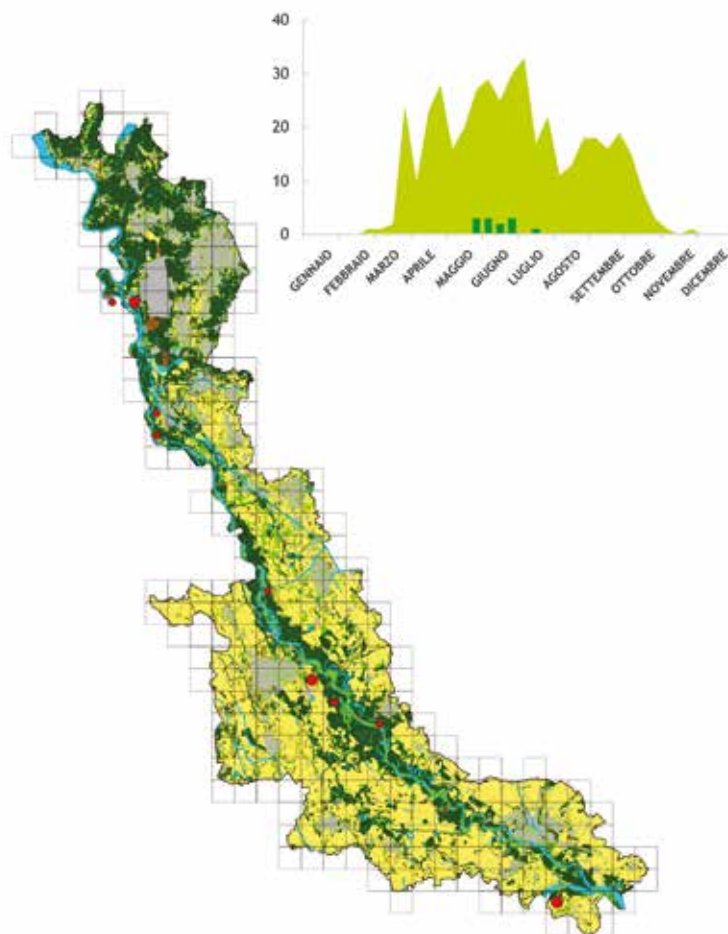 40
30
20
10
0
GENNAIO
FEBBRAIO
MARZO
APRILE
MAGGIO
GIUGNO
LUGLIO
AGOSTO
SETTEMBRE
OTTOBRE
NOVEMBRE
DICEMBRE